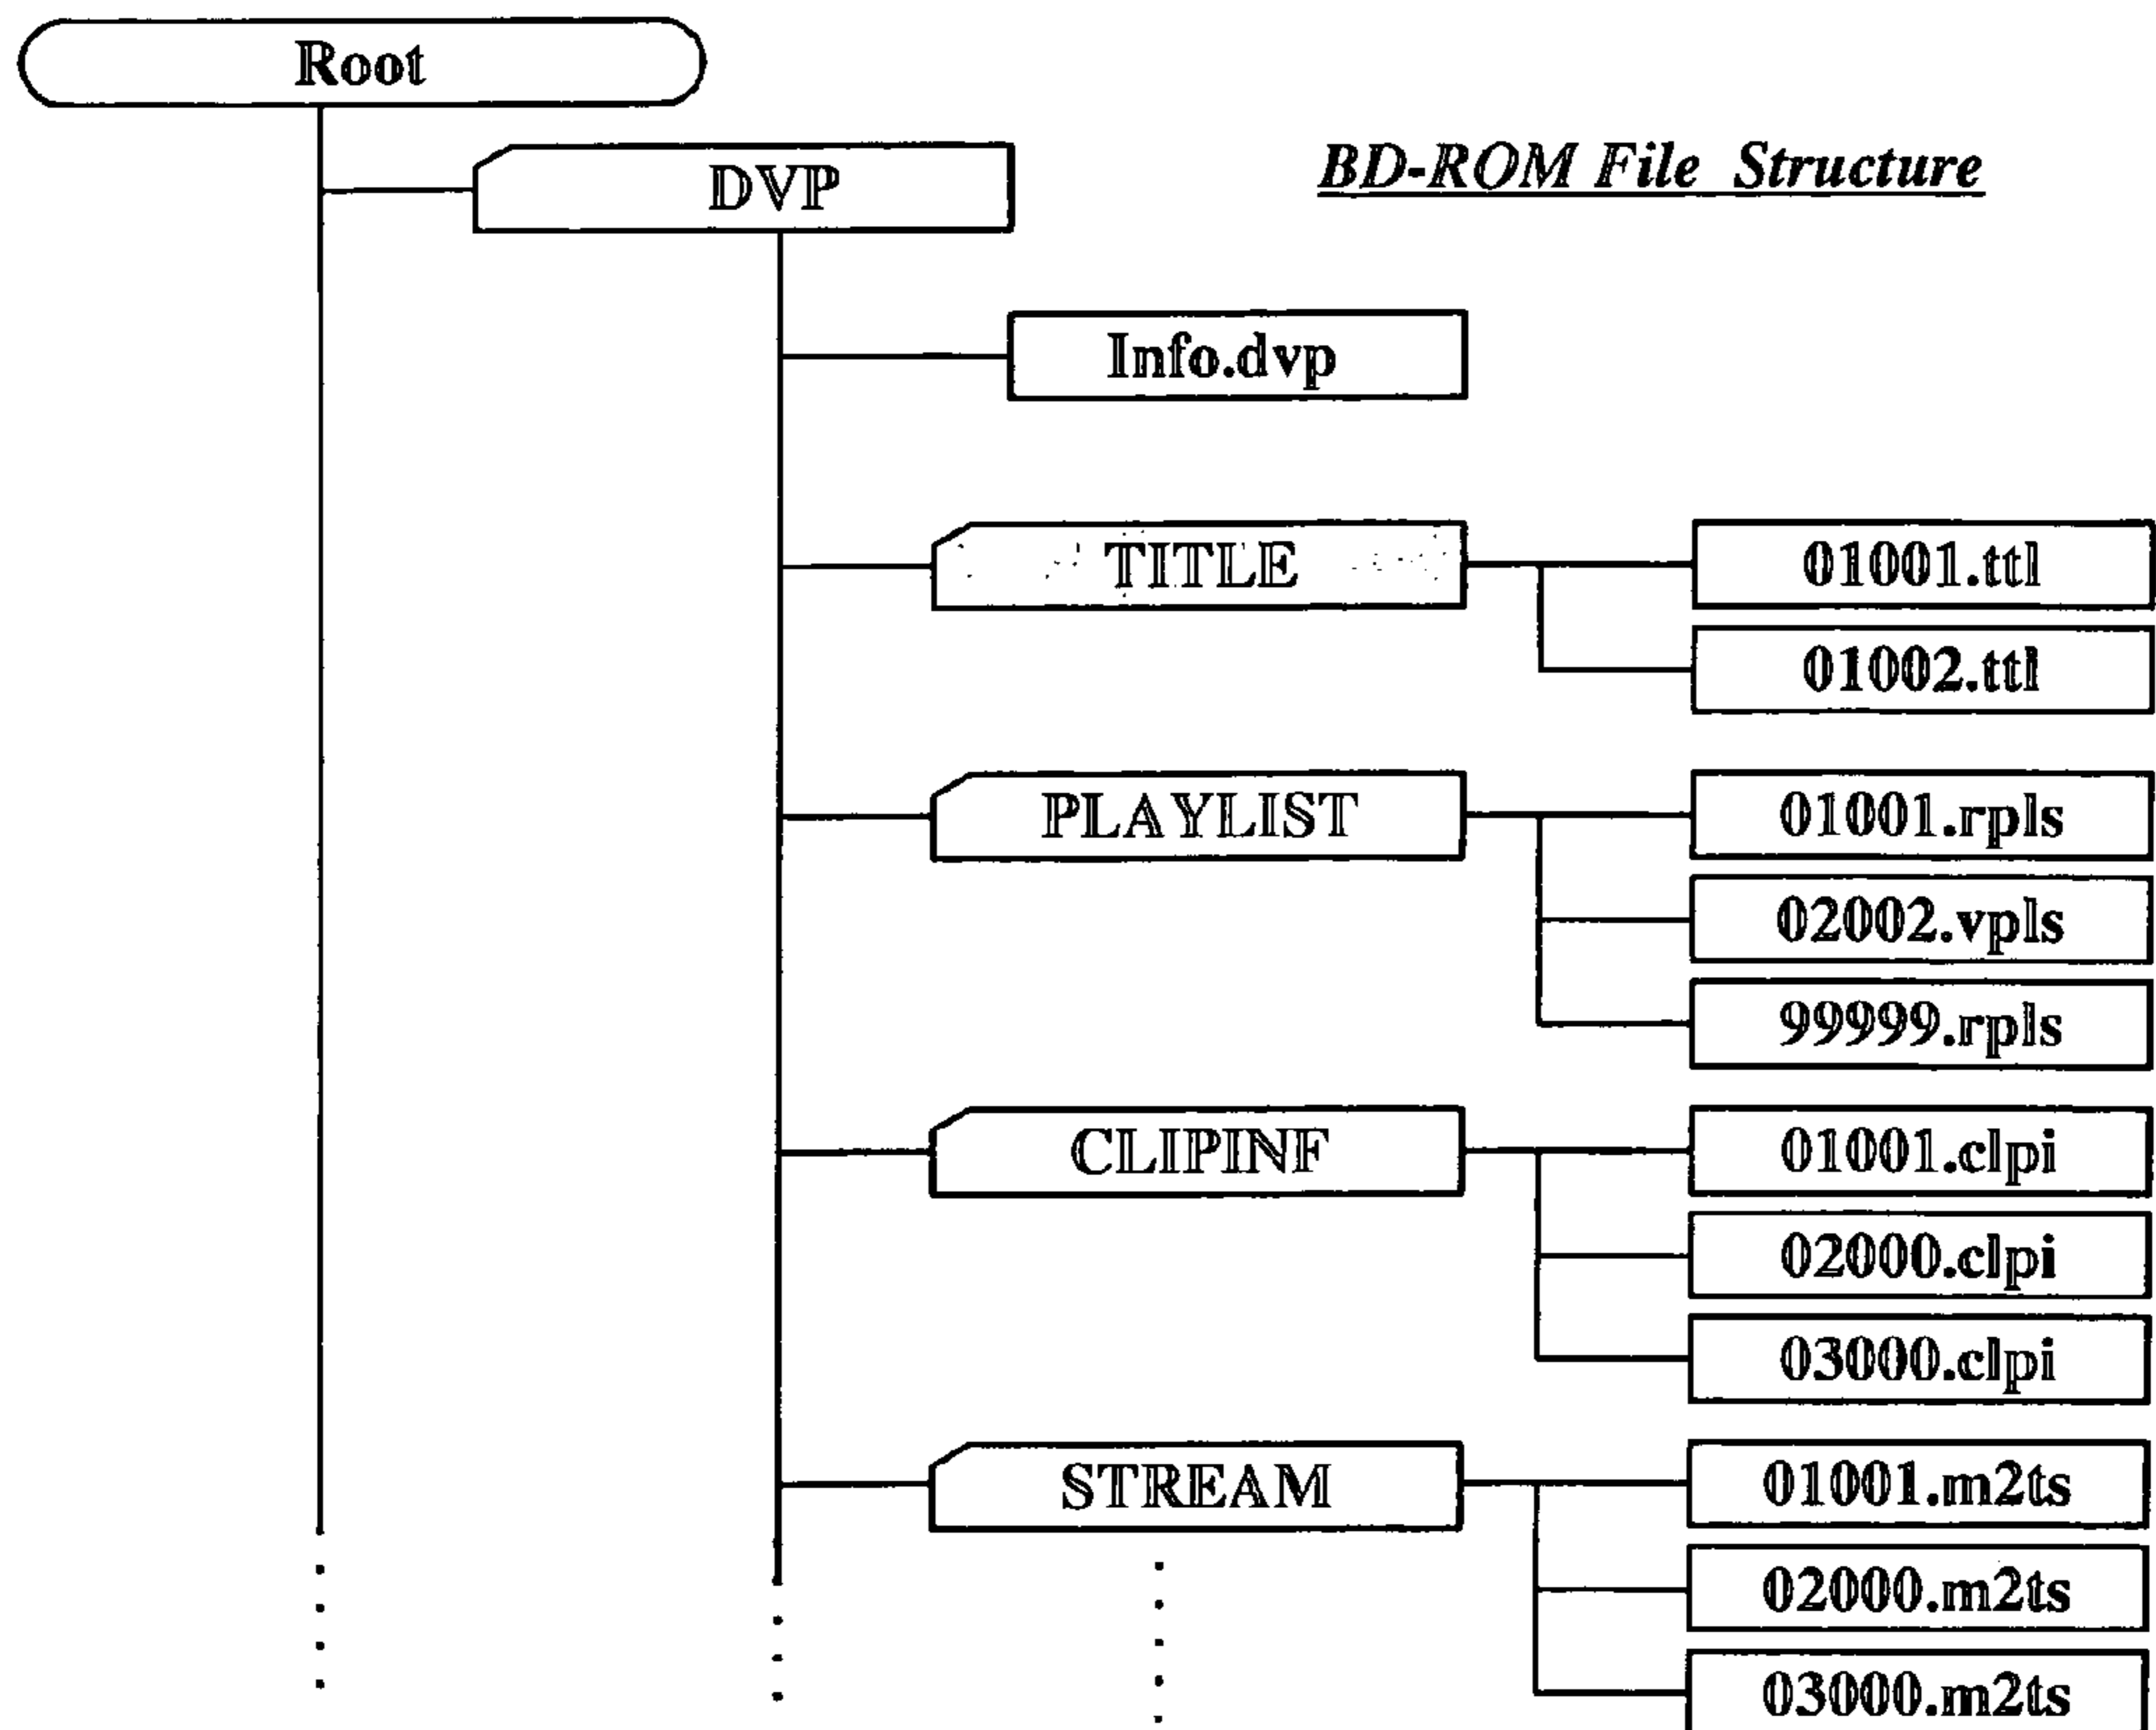 Root
DVP
BD-ROM File Structure
Info.dvp
TITLE
01001.ttl
01002.ttl
PLAYLIST
01001.rpls
02002.vpls
99999.rpls
CLIPINF
01001.clpi
02000.clpi
03000.clpi
STREAM
01001.m2ts
02000.m2ts
03000.m2ts